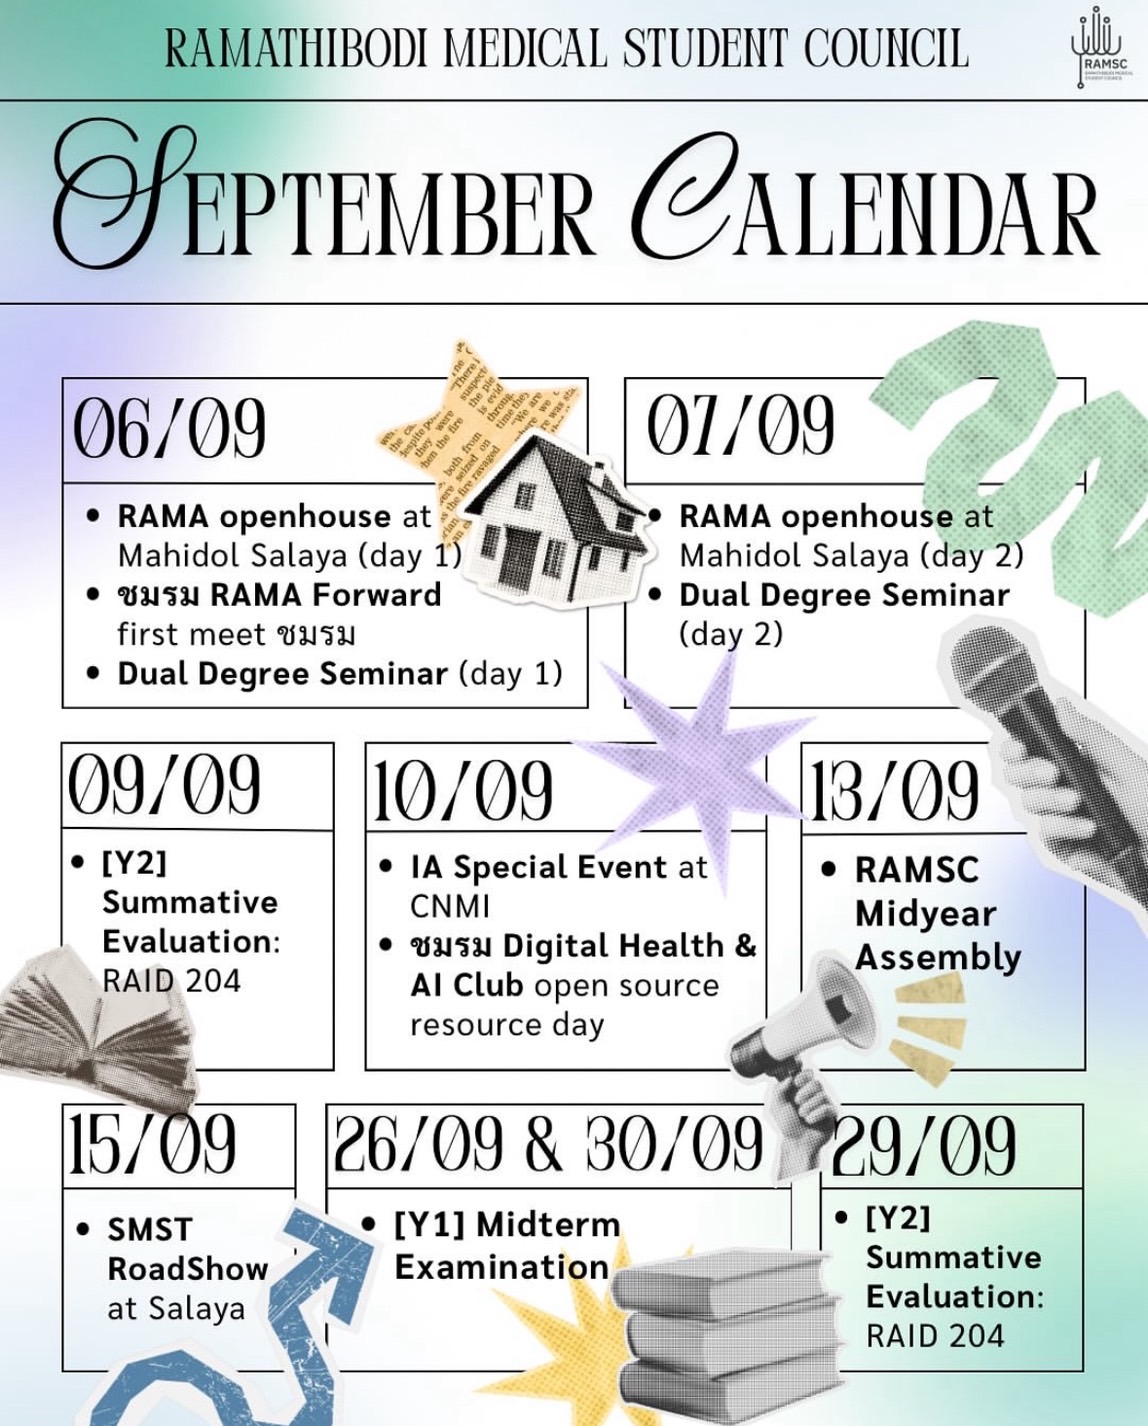 RAMATHIBODI MEDICAL STUDENT COUNCIL
RAMSC
RAMATHIBODI MEDICAL
STUDENT COUNCIL
SEPTEMBER CALENDAR
06/09
• RAMA openhouse at
Mahidol Salaya (day 1)
• ชมรม RAMA Forward
first meet ชมรม
• Dual Degree Seminar (day 1)
07/09
• RAMA openhouse at
Mahidol Salaya (day 2)
• Dual Degree Seminar
(day 2)
09/09
• [Y2]
Summative
Evaluation:
RAID 204
10/09
• IA Special Event at
CNMI
• ชมรม Digital Health &
AI Club open source
resource day
13/09
• RAMSC
Midyear
Assembly
15/09
• SMST
RoadShow
at Salaya
26/09 & 30/09
• [Y1] Midterm
Examination
29/09
• [Y2]
Summative
Evaluation:
RAID 204